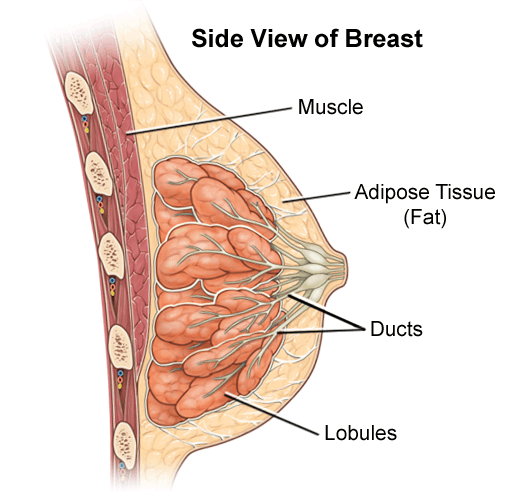 Side View of Breast
Muscle
Adipose Tissue
(Fat)
Ducts
Lobules